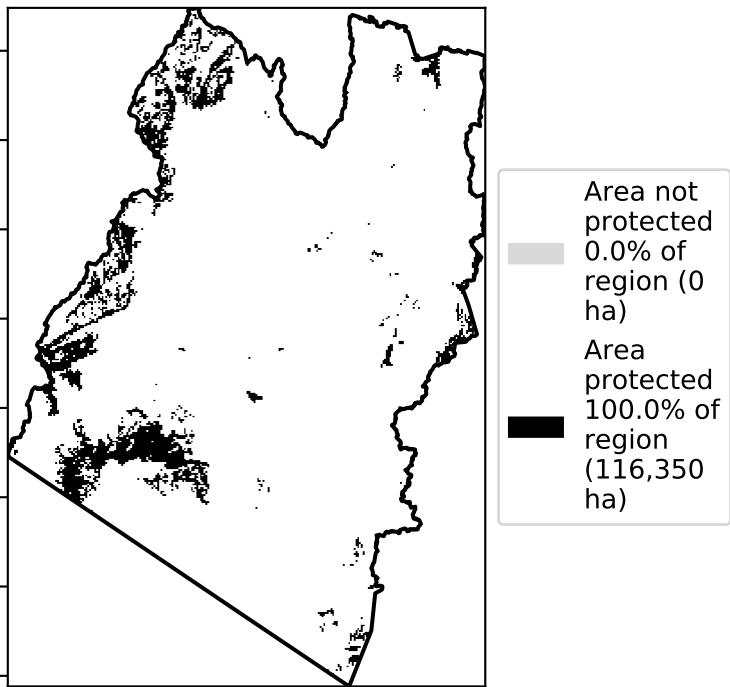 Area not
protected
0.0% of
region (0
ha)
Area
protected
100.0% of
region
(116,350
ha)